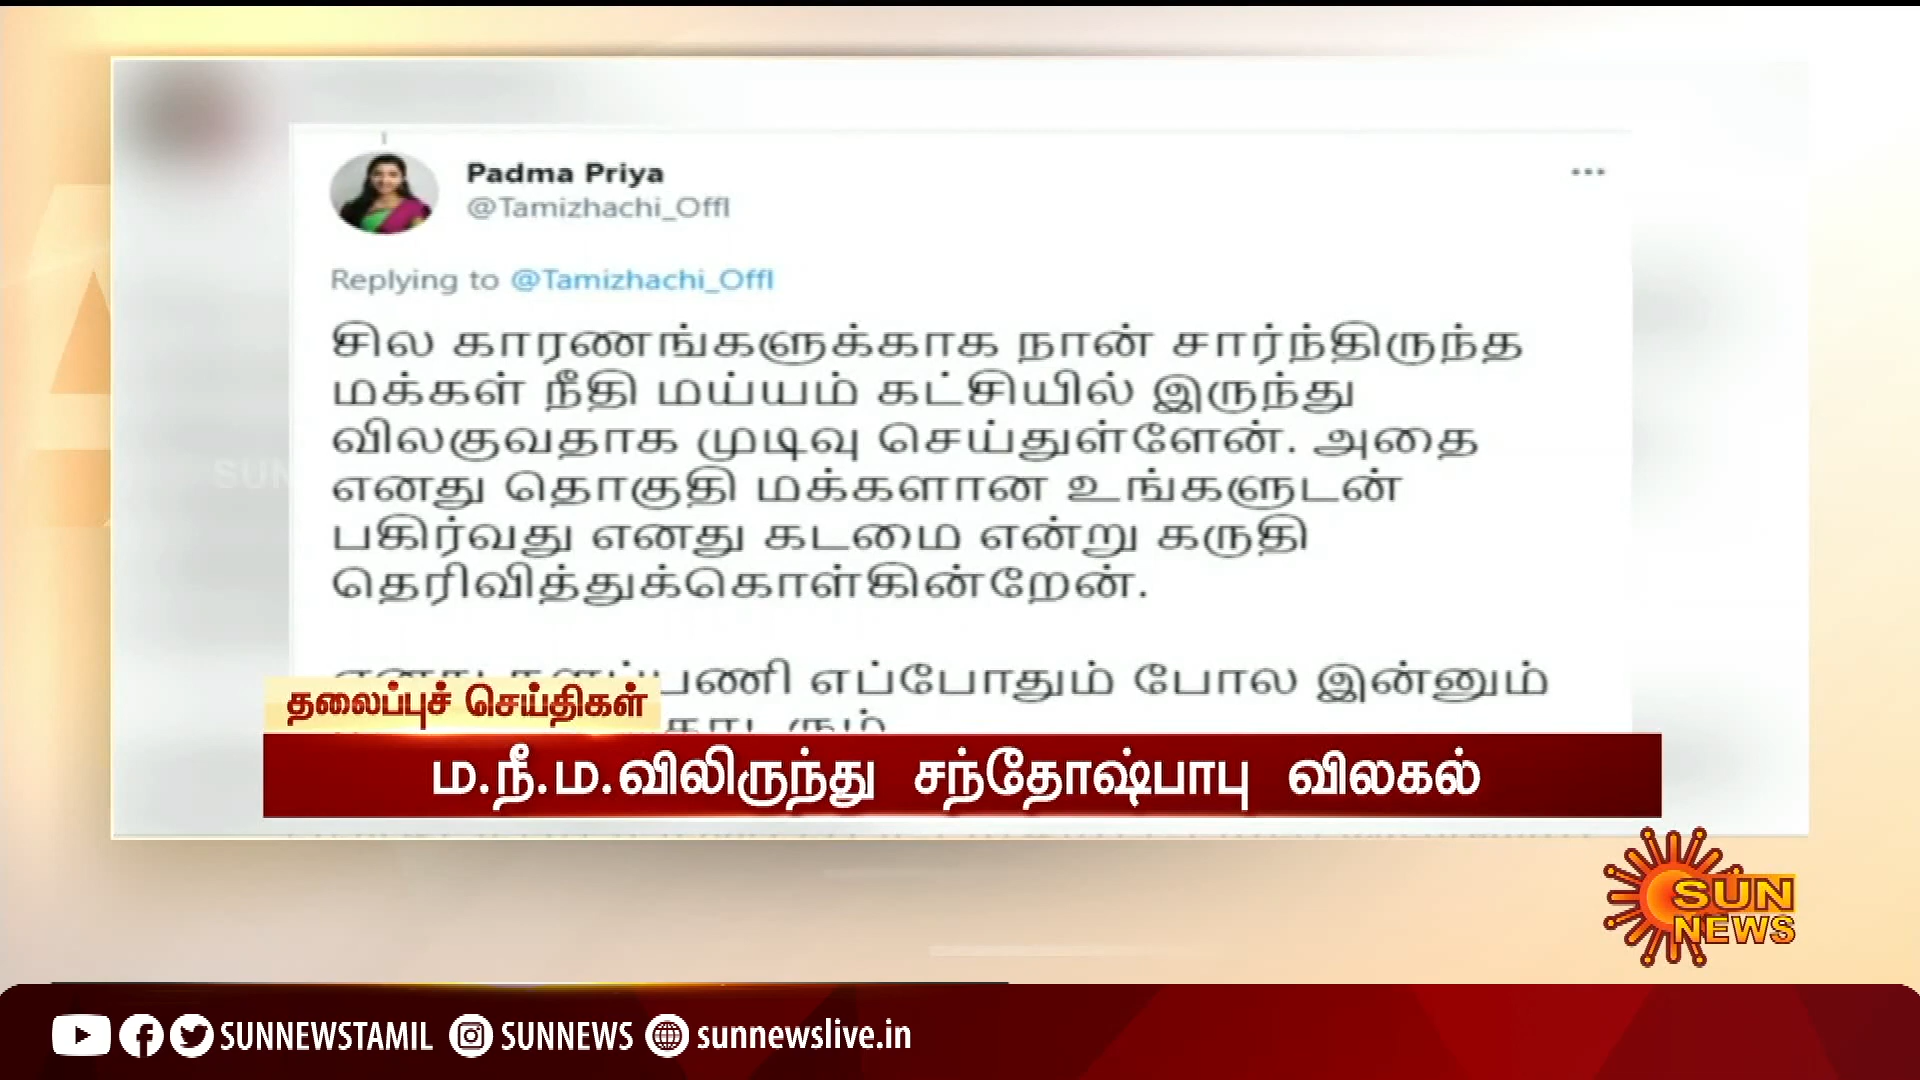 Padma Priya
@Tamizhachi_Offl
Replying to @Tamizhachi_Offl
சில காரணங்களுக்காக நான் சார்ந்திருந்த
மக்கள் நீதி மய்யம் கட்சியில் இருந்து
விலகுவதாக முடிவு செய்துள்ளேன். அதை
எனது தொகுதி மக்களான உங்களுடன்
பகிர்வது எனது கடமை என்று கருதி
தெரிவித்துக்கொள்கின்றேன்.
எப்போதும் போல இன்னும்
தலைப்புச் செய்திகள்
ம.நீ.ம.விலிருந்து சந்தோஷ்பாபு விலகல்
SUN
NEWS
SUN
SUNNEWSTAMIL SUNNEWS sunnewslive.in